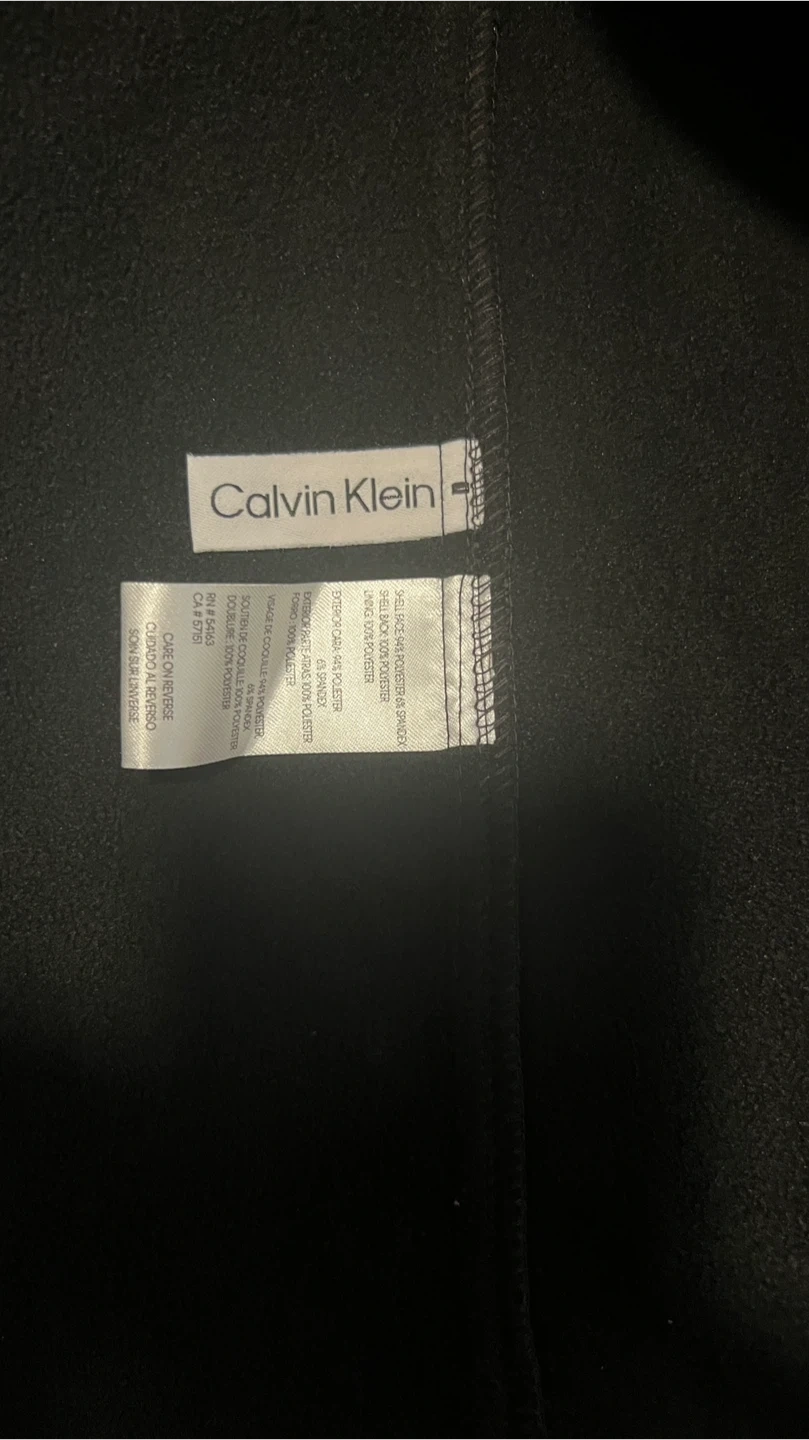 Calvin Klein
SHELL FACE: 94% POLYESTER 6% SPANDEX
SHELL BACK: 100% POLYESTER
LINING: 100% POLYESTER
EXTERIOR CARA: 94% POLIESTER
6% SPANDEX
EXTERIOR PARTE ATRAS: 100% POLIESTER
FORRO : 100% POLIESTER
VISAGE DE COQUILLE: 94% POLYESTER
6% SPANDEX
SOUTIEN DE COQUILLE: 100% POLYESTER
DOUBLURE: 100% POLYESTER
RN # 54163
CA # 57151
CARE ON REVERSE
CUIDADO AL REVERSO
SOIN SUR L'INVERSE